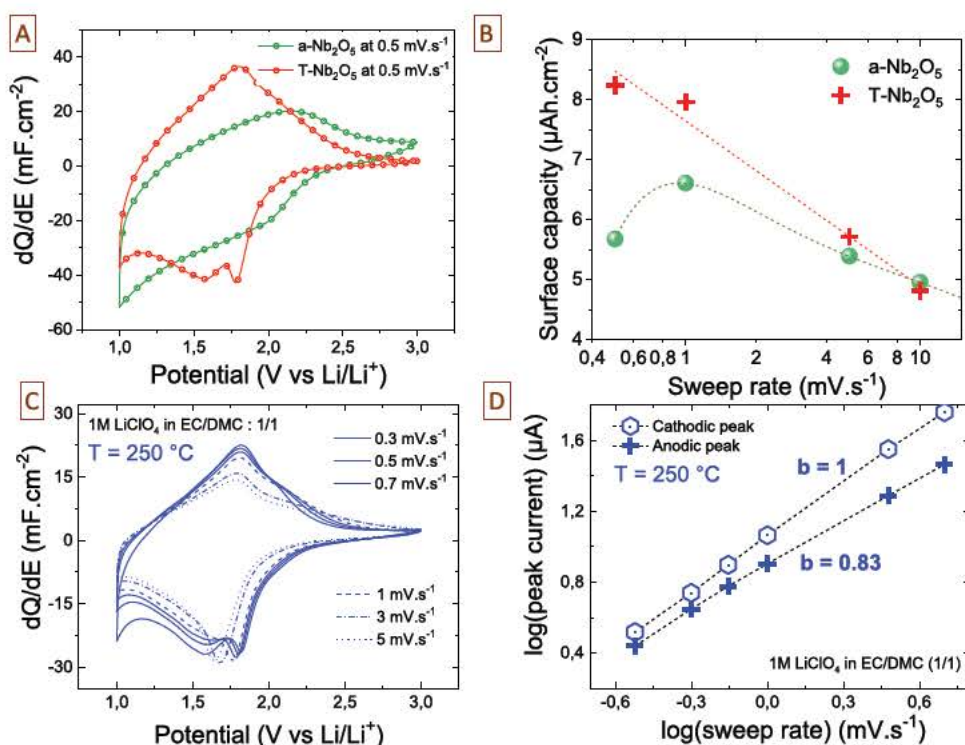 A
a-Nb₂O₅ at 0.5 mV.s⁻¹
T-Nb₂O₅ at 0.5 mV.s⁻¹
dQ/dE (mF.cm⁻²)
40
20
0
-20
-40
-60
1,0
1,5
2,0
2,5
3,0
Potential (V vs Li/Li⁺)
B
a-Nb₂O₅
T-Nb₂O₅
Surface capacity (µAh.cm⁻²)
9
8
7
6
5
4
0,4
0,6
0,8
1
2
4
6
8
10
Sweep rate (mV.s⁻¹)
C
1M LiClO₄ in EC/DMC : 1/1
T = 250 °C
0.3 mV.s⁻¹
0.5 mV.s⁻¹
0.7 mV.s⁻¹
1 mV.s⁻¹
3 mV.s⁻¹
5 mV.s⁻¹
dQ/dE (mF.cm⁻²)
30
15
0
-15
-30
1,0
1,5
2,0
2,5
3,0
Potential (V vs Li/Li⁺)
D
Cathodic peak
Anodic peak
T = 250 °C
b = 1
b = 0.83
1M LiClO₄ in EC/DMC (1/1)
log(peak current) (µA)
1,6
1,2
0,8
0,4
-0,6
-0,3
0,0
0,3
0,6
log(sweep rate) (mV.s⁻¹)